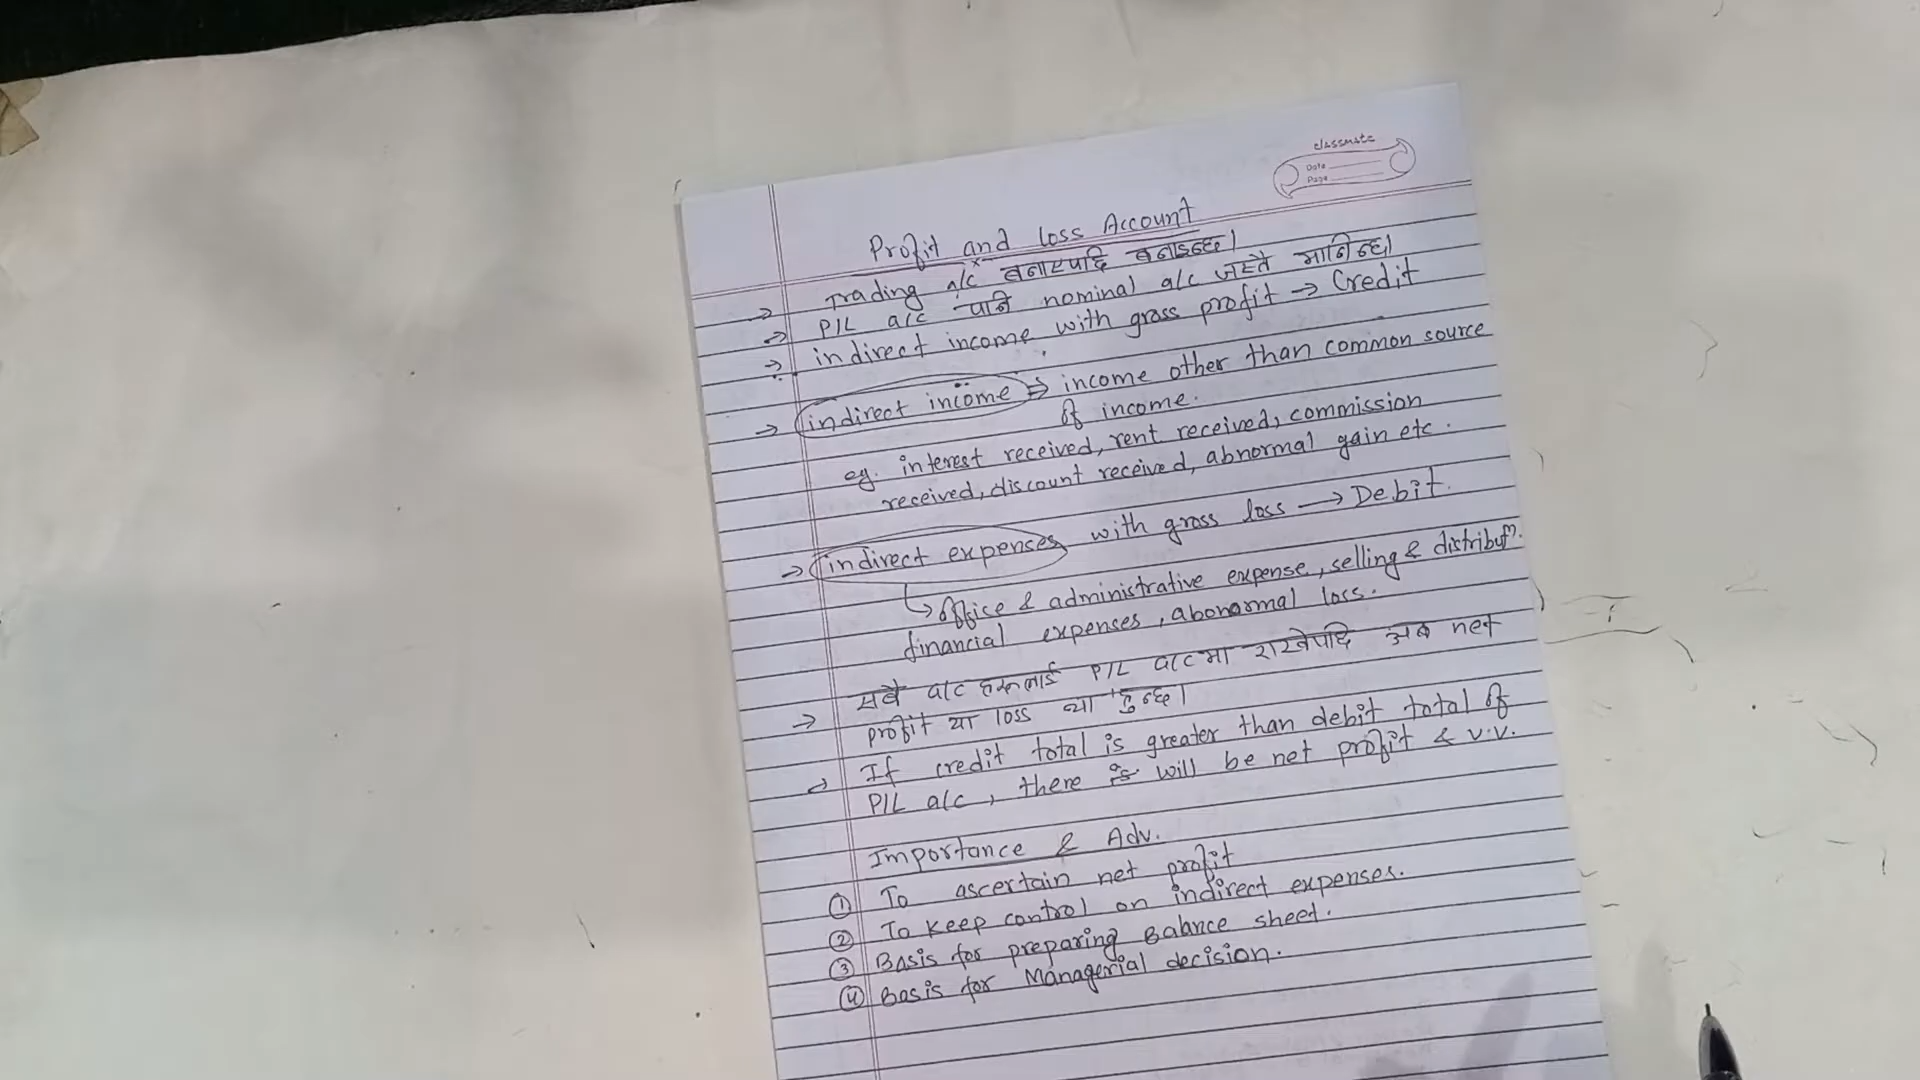 classmate
Date
Page
Profit and loss Account
→ Trading a/c बनाएपछि बनाइन्छ।
→ P/L a/c पनि nominal a/c जस्तै मानिन्छ।
→ indirect income with gross profit → Credit
→ indirect income ⇒ income other than common source
of income.
eg. interest received, rent received, commission
received, discount received, abnormal gain etc.
→ indirect expenses with gross loss → Debit.
↳ office & administrative expense, selling & distribut?.
financial expenses, abonormal loss.
→ सबै a/c हरूलाई P/L a/c मा राखेपछि अब net
profit या loss थाहा हुन्छ।
→ If credit total is greater than debit total of
P/L a/c, there is will be net profit & v.v.
Importance & Adv.
① To ascertain net profit
② To keep control on indirect expenses.
③ Basis for preparing Balance sheet.
④ Basis for Managerial decision.